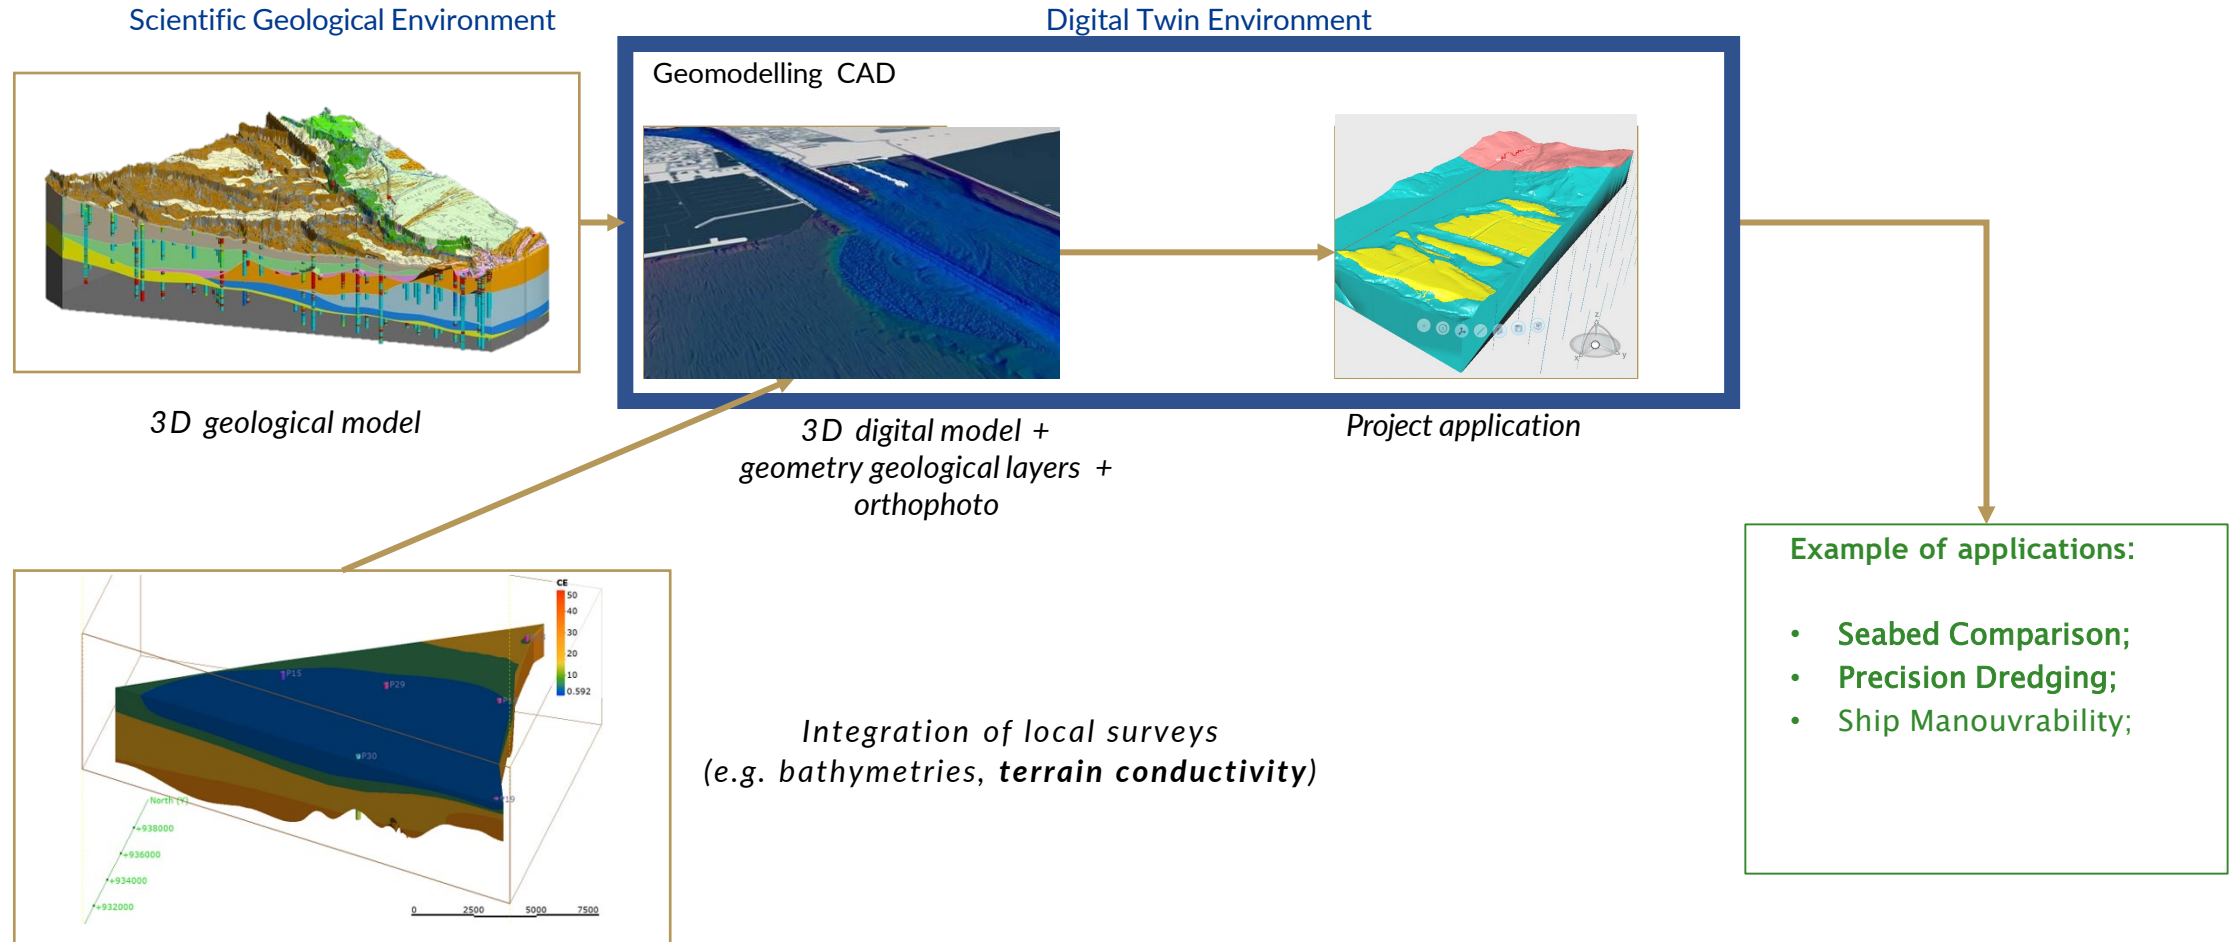 Scientific Geological Environment
Digital Twin Environment
Geomodelling CAD
3D geological model
3D digital model +
geometry geological layers +
orthophoto
Project application
z
x
y
Example of applications:
• Seabed Comparison;
• Precision Dredging;
• Ship Manouvrability;
Integration of local surveys
(e.g. bathymetries, terrain conductivity)
CE
50
40
30
20
10
0.592
P15
P29
P30
North (Y)
+938000
+936000
+934000
+932000
0 2500 5000 7500